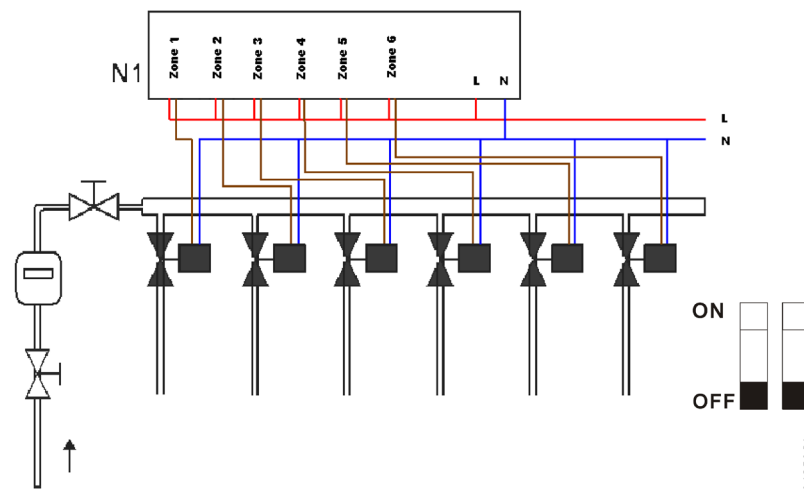 Zone 1
Zone 2
Zone 3
Zone 4
Zone 5
Zone 6
L N
N1
L
N
ON
OFF